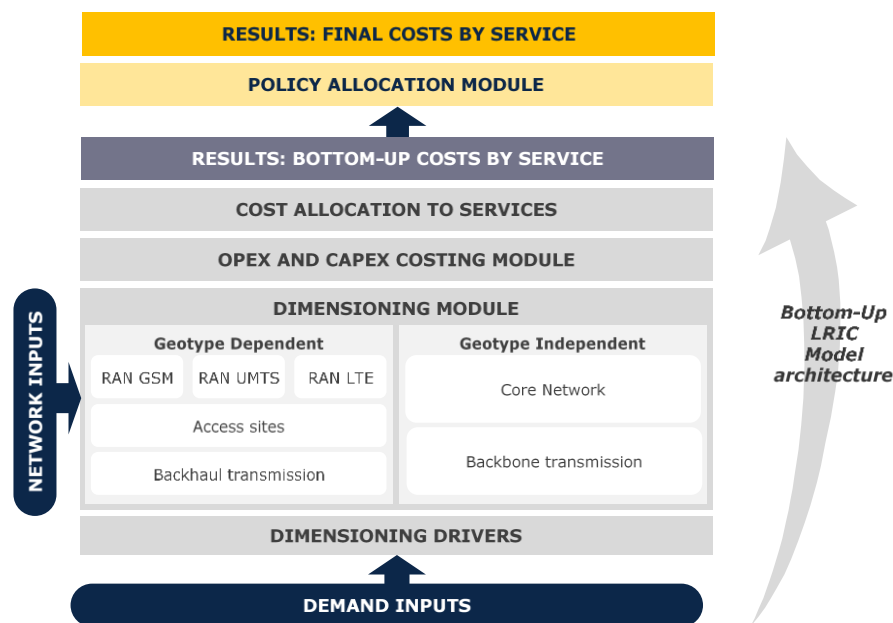 RESULTS: FINAL COSTS BY SERVICE
POLICY ALLOCATION MODULE
RESULTS: BOTTOM-UP COSTS BY SERVICE
COST ALLOCATION TO SERVICES
OPEX AND CAPEX COSTING MODULE
DIMENSIONING MODULE
Geotype Dependent
RAN GSM
RAN UMTS
RAN LTE
Access sites
Backhaul transmission
Geotype Independent
Core Network
Backbone transmission
DIMENSIONING DRIVERS
DEMAND INPUTS
NETWORK INPUTS
Bottom-Up
LRIC
Model
architecture